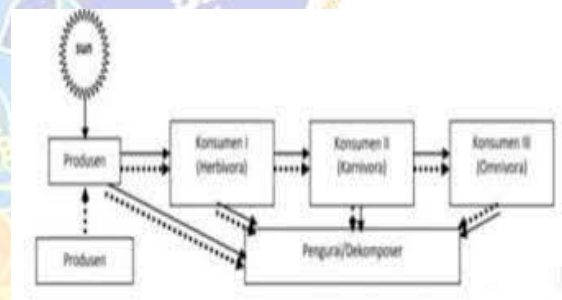 sun
Produsen
Konsumen I
(Herbivora)
Konsumen II
(Karnivora)
Konsumen III
(Omnivora)
Produsen
Pengurai/Dekomposer